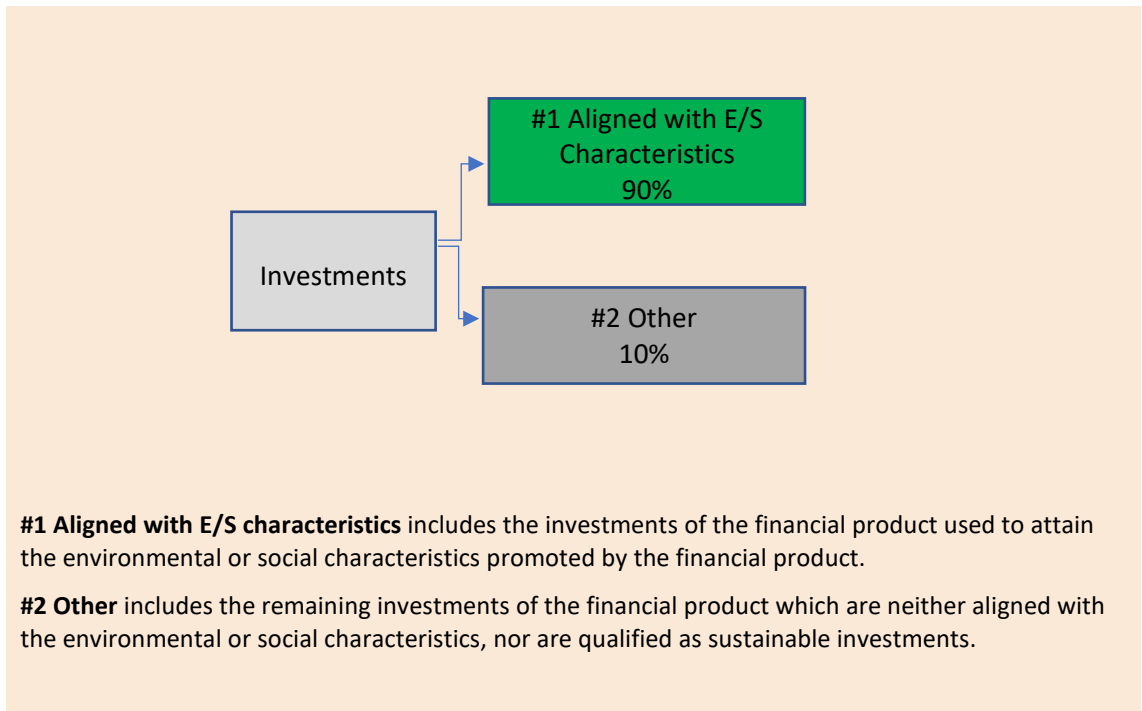 #1 Aligned with E/S
Characteristics
90%
Investments
#2 Other
10%
#1 Aligned with E/S characteristics includes the investments of the financial product used to attain
the environmental or social characteristics promoted by the financial product.
#2 Other includes the remaining investments of the financial product which are neither aligned with
the environmental or social characteristics, nor are qualified as sustainable investments.